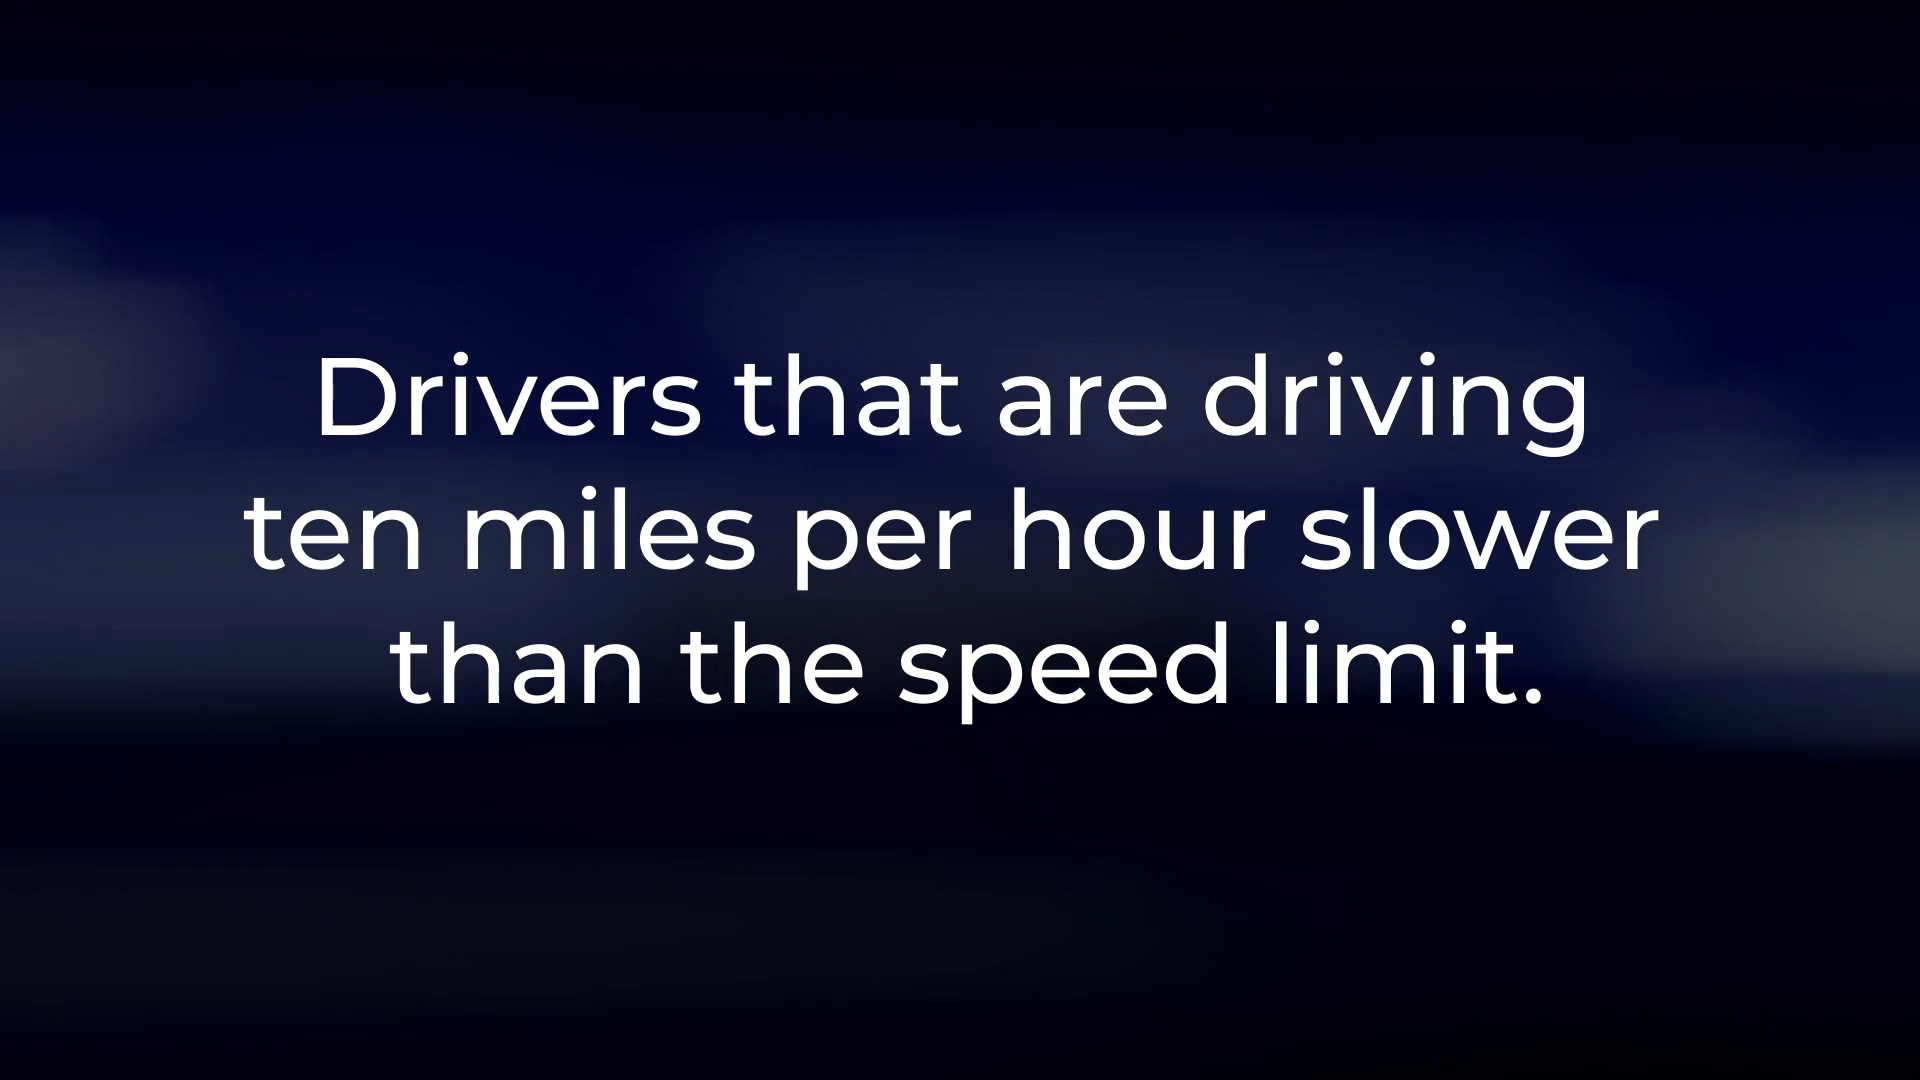 Drivers that are driving
ten miles per hour slower
than the speed limit.